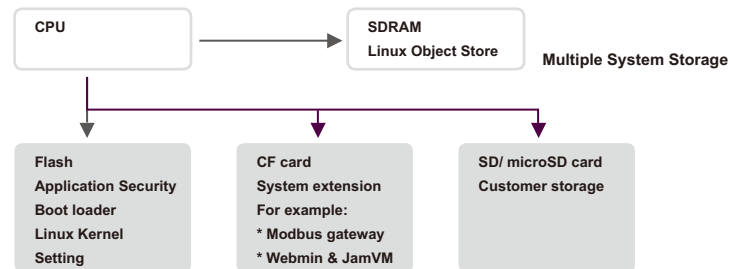 CPU
SDRAM
Linux Object Store
Multiple System Storage
Flash
Application Security
Boot loader
Linux Kernel
Setting
CF card
System extension
For example:
* Modbus gateway
* Webmin & JamVM
SD/ microSD card
Customer storage